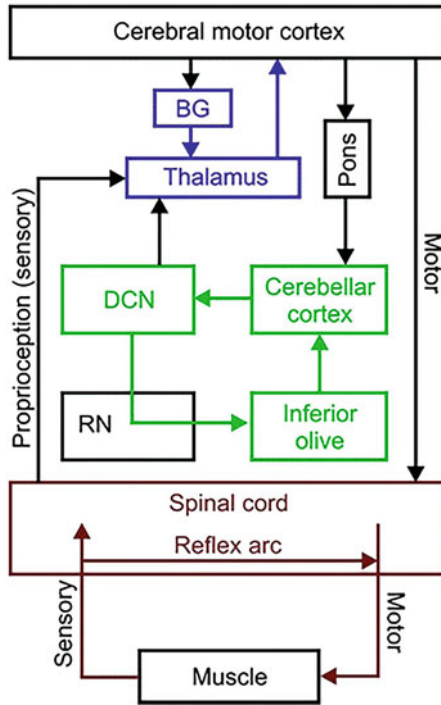 Cerebral motor cortex
BG
Thalamus
Pons
Proprioception (sensory)
Motor
DCN
Cerebellar
cortex
RN
Inferior
olive
Spinal cord
Reflex arc
Sensory
Motor
Muscle